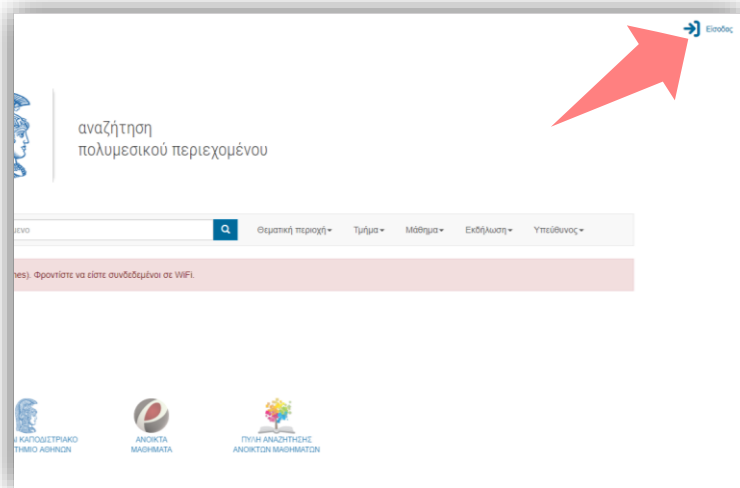 Είσοδος
αναζήτηση
πολυμεσικού περιεχομένου
Θεματική περιοχή Τμήμα Μάθημα Εκδήλωση Υπεύθυνος
nes). Φροντίστε να είστε συνδεδεμένοι σε WiFi.
ΚΑΠΟΔΙΣΤΡΙΑΚΟ
ΑΘΗΝΩΝ
ΑΝΟΙΚΤΑ
ΜΑΘΗΜΑΤΑ
ΠΥΛΗ ΑΝΑΖΗΤΗΣΗΣ
ΑΝΟΙΚΤΩΝ ΜΑΘΗΜΑΤΩΝ